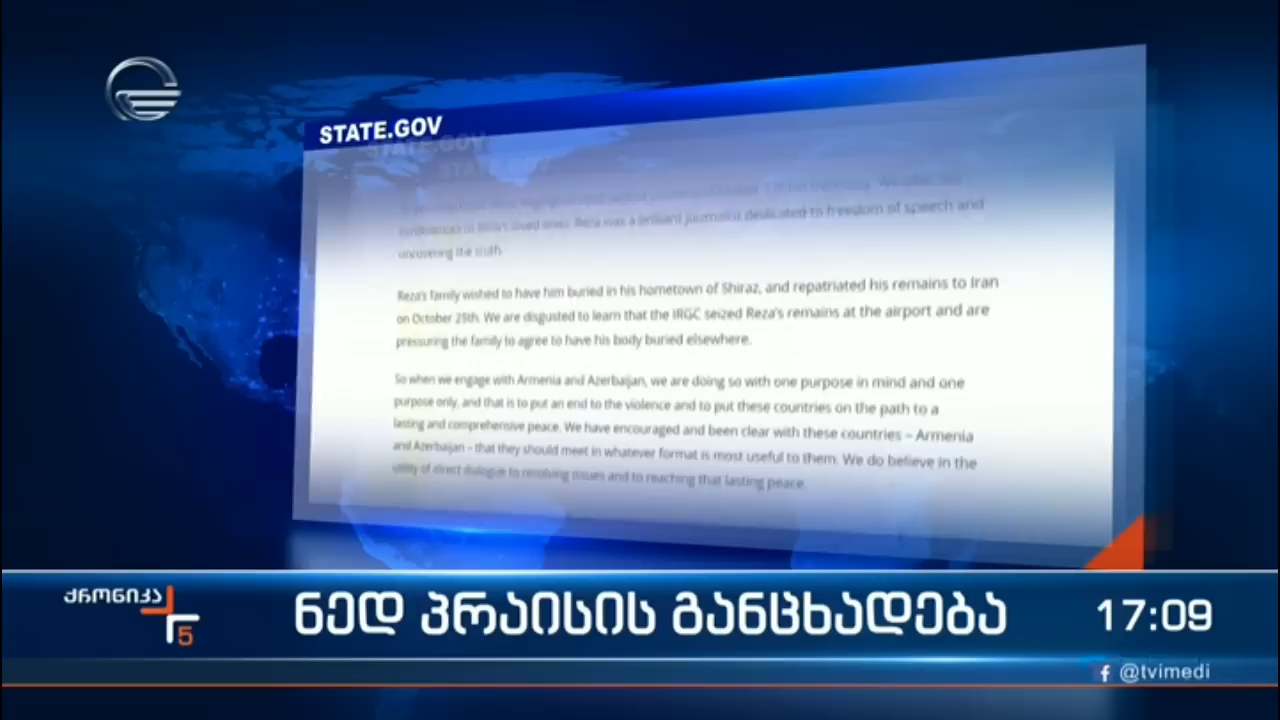 STATE.GOV
condolences to Reza's loved ones. Reza was a brilliant journalist dedicated to freedom of speech and
uncovering the truth.
Reza's family wished to have him buried in his hometown of Shiraz, and repatriated his remains to Iran
on October 25th. We are disgusted to learn that the IRGC seized Reza's remains at the airport and are
pressuring the family to agree to have his body buried elsewhere.
So when we engage with Armenia and Azerbaijan, we are doing so with one purpose in mind and one
purpose only, and that is to put an end to the violence and to put these countries on the path to a
lasting and comprehensive peace. We have encouraged and been clear with these countries – Armenia
and Azerbaijan – that they should meet in whatever format is most useful to them. We do believe in the
utility of direct dialogue to resolving issues and to reaching that lasting peace.
ქრონიკა
5
ნედ პრაისის განცხადება
17:09
@tvimedi